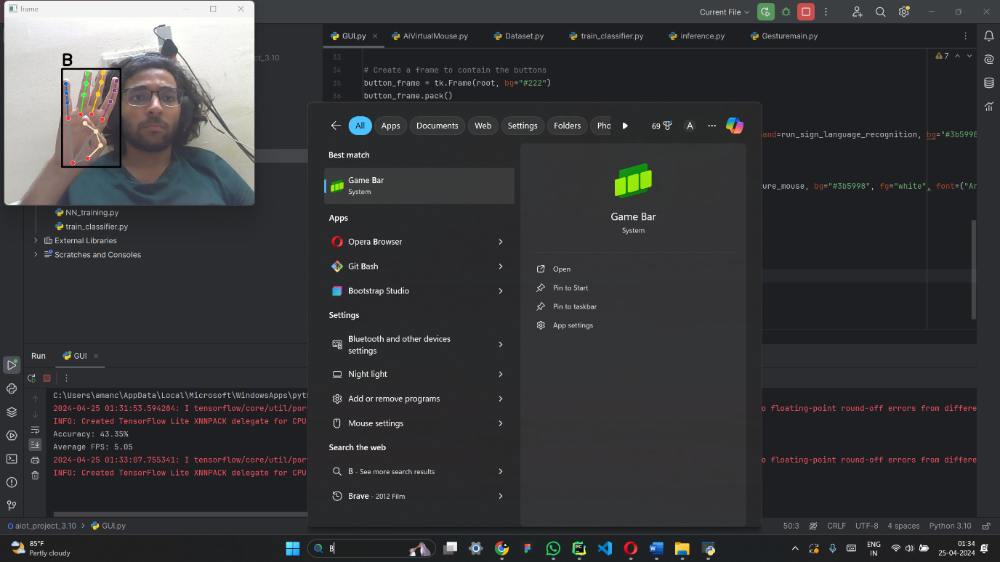 frame
B
Current File
GUI.py
AiVirtualMouse.py
Dataset.py
train_classifier.py
inference.py
Gesturemain.py
ct_3.10
33
34 # Create a frame to contain the buttons
35 button_frame = tk.Frame(root, bg="#222")
36 button_frame.pack()
7
and=run_sign_language_recognition, bg="#3b5998
ure_mouse, bg="#3b5998", fg="white", font=("Ar
NN_training.py
train_classifier.py
External Libraries
Scratches and Consoles
All Apps Documents Web Settings Folders Pho 69 A
Best match
Game Bar
System
Apps
Opera Browser
Git Bash
Bootstrap Studio
Settings
Bluetooth and other devices
settings
Night light
Add or remove programs
Mouse settings
Search the web
B - See more search results
Brave - 2012 Film
Game Bar
System
Open
Pin to Start
Pin to taskbar
App settings
Run GUI
C:\Users\amanc\AppData\Local\Microsoft\WindowsApps\pyt
2024-04-25 01:31:53.594284: I tensorflow/core/util/por
o floating-point round-off errors from differe
INFO: Created TensorFlow Lite XNNPACK delegate for CPU
Accuracy: 43.35%
Average FPS: 5.05
2024-04-25 01:33:07.755341: I tensorflow/core/util/por
o floating-point round-off errors from differe
INFO: Created TensorFlow Lite XNNPACK delegate for CPU
aiot_project_3.10 > GUI.py
50:3 CRLF UTF-8 4 spaces Python 3.10
85°F
Partly cloudy
B
PC
W
ENG
IN
01:34
25-04-2024